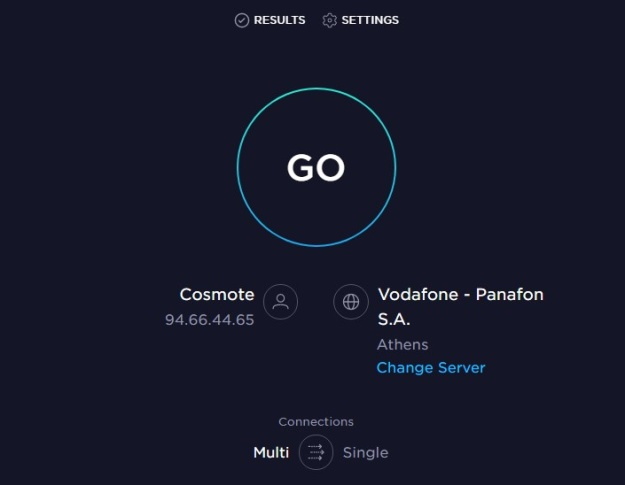 RESULTS SETTINGS
GO
Cosmote
94.66.44.65
Vodafone - Panafon
S.A.
Athens
Change Server
Connections
Multi Single